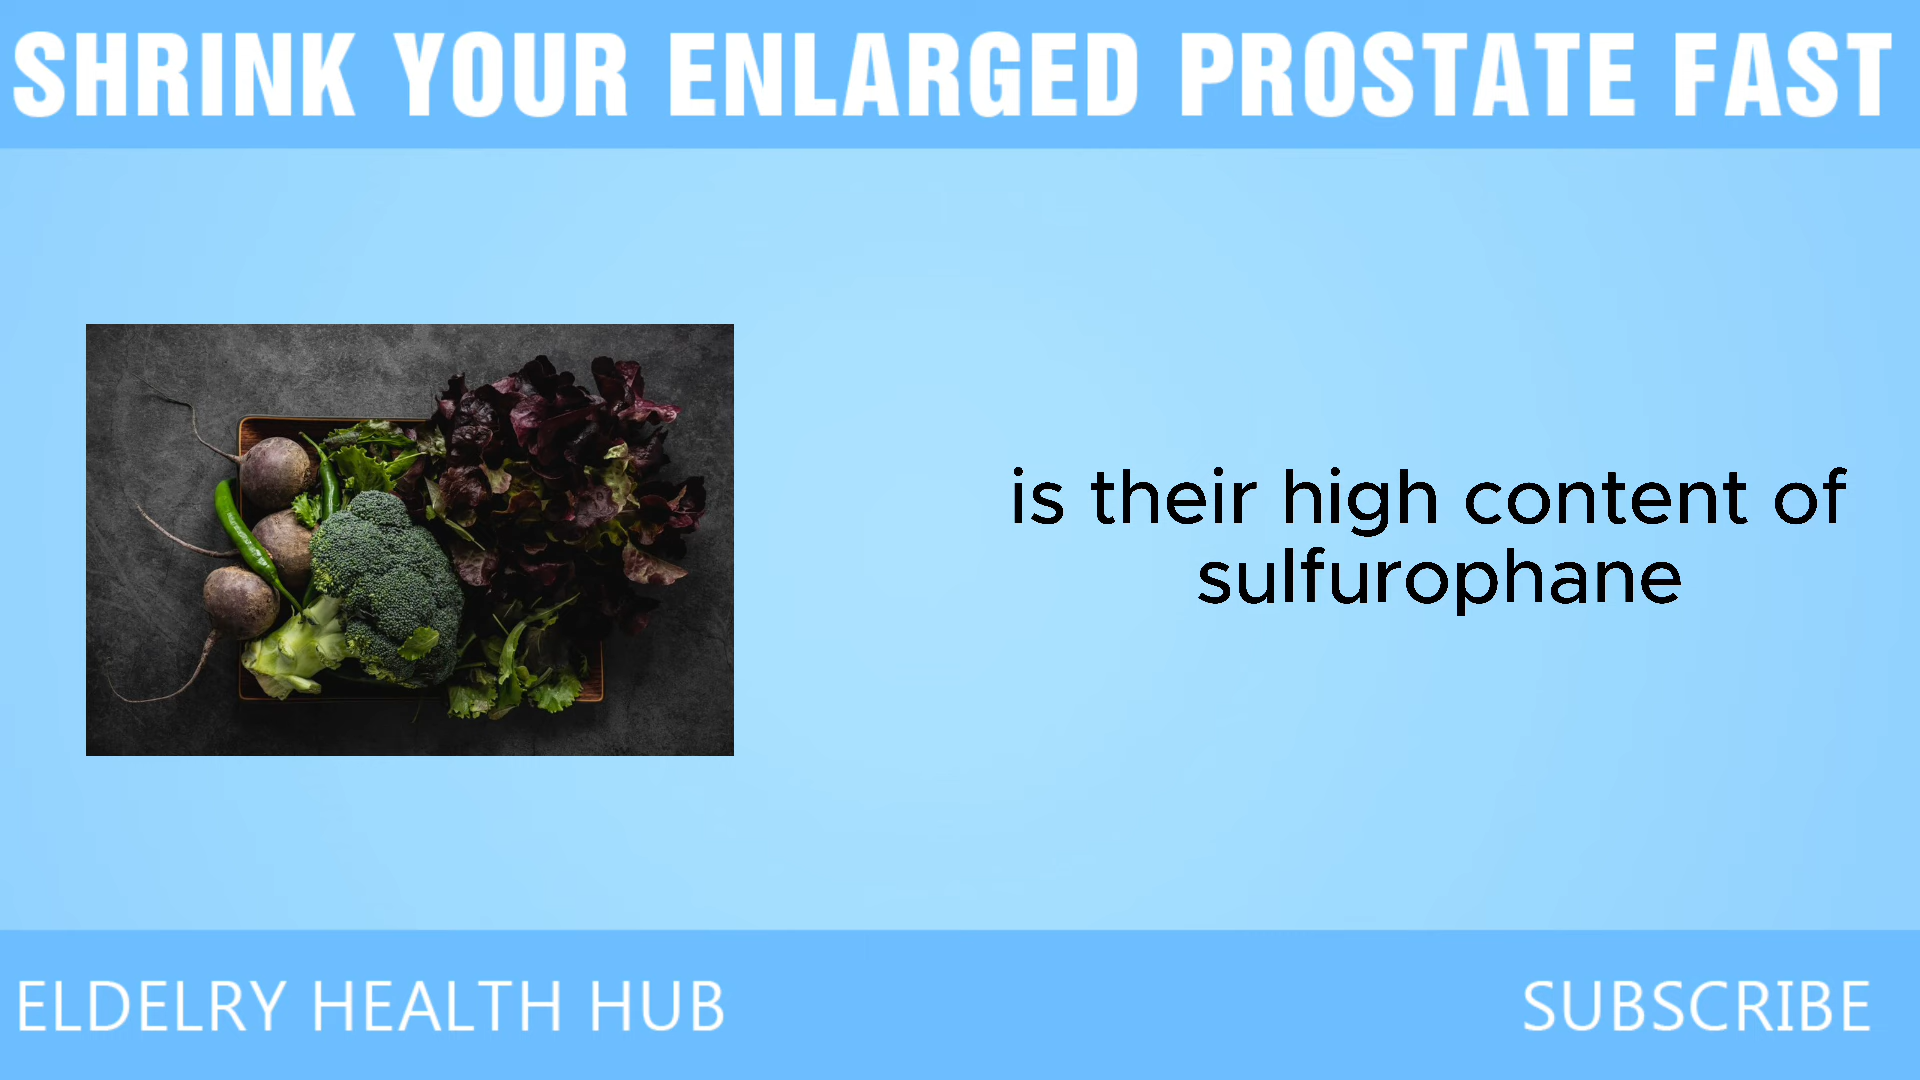 SHRINK YOUR ENLARGED PROSTATE FAST
is their high content of
sulfurophane
ELDELRY HEALTH HUB
SUBSCRIBE